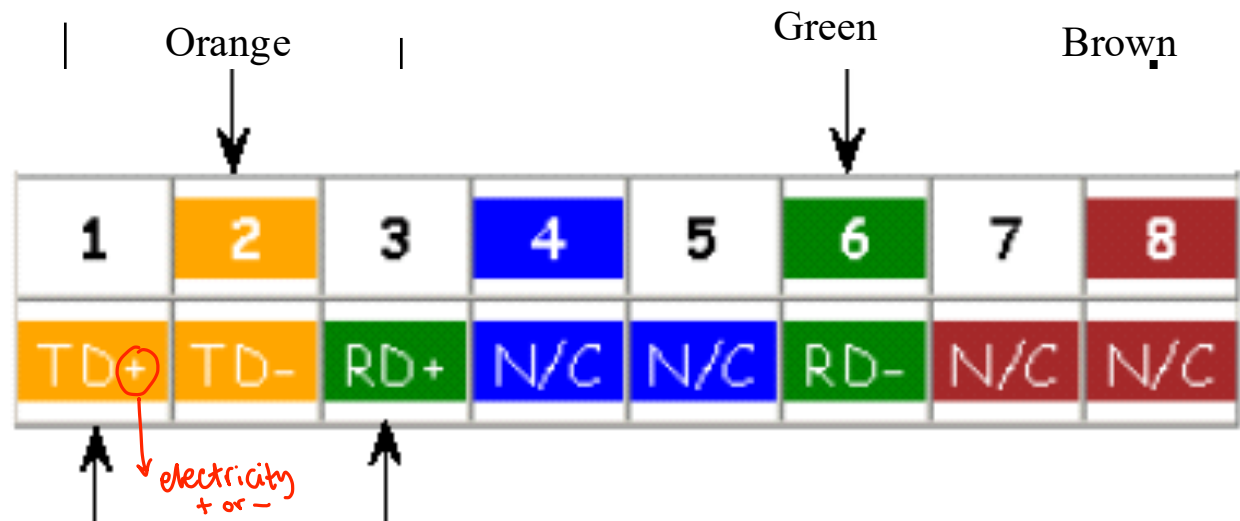 Orange Green Brown
1 2 3 4 5 6 7 8
TD+ TD- RD+ N/C N/C RD- N/C N/C
electricity
+ or -